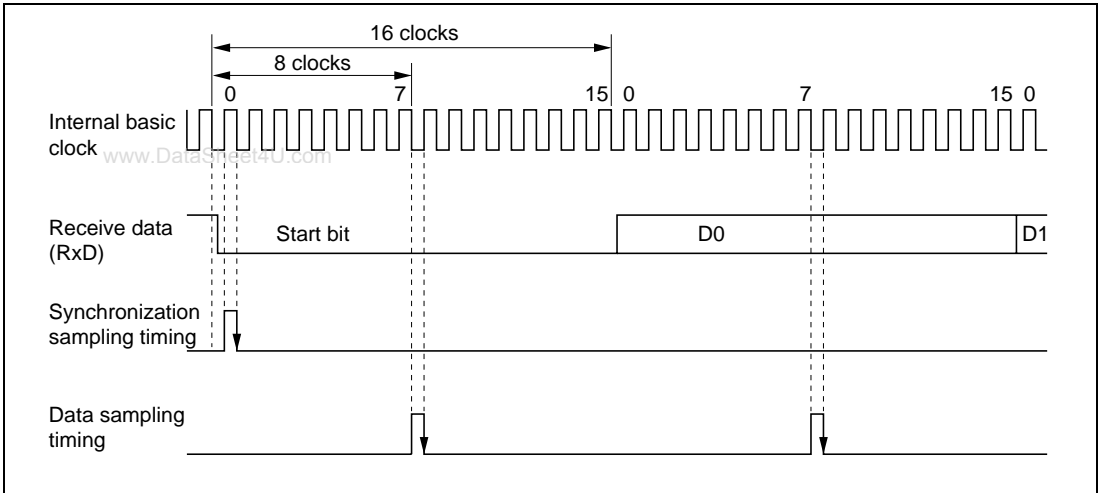 16 clocks
8 clocks
0 7 15 0 7 15 0
Internal basic
clock
www.DataSheet4U.com
Receive data
(RxD)
Start bit D0 D1
Synchronization
sampling timing
Data sampling
timing